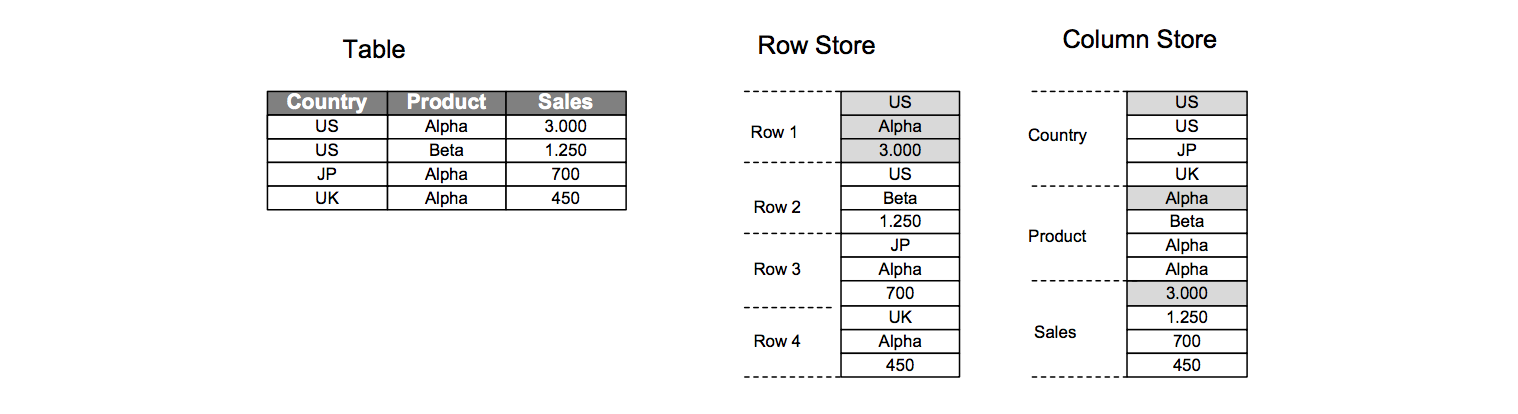 Table
Country Product Sales
US Alpha 3.000
US Beta 1.250
JP Alpha 700
UK Alpha 450
Row Store
Row 1
US
Alpha
3.000
Row 2
US
Beta
1.250
Row 3
JP
Alpha
700
Row 4
UK
Alpha
450
Column Store
Country
US
US
JP
UK
Product
Alpha
Beta
Alpha
Alpha
Sales
3.000
1.250
700
450